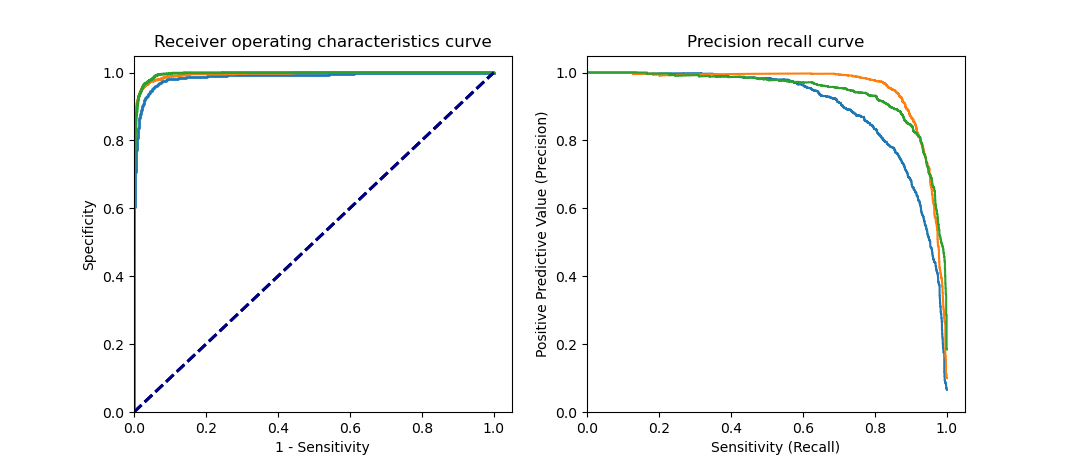 Receiver operating characteristics curve
1.0
0.8
0.6
0.4
0.2
0.0
Specificity
0.0 0.2 0.4 0.6 0.8 1.0
1 - Sensitivity
Precision recall curve
1.0
0.8
0.6
0.4
0.2
0.0
Positive Predictive Value (Precision)
0.0 0.2 0.4 0.6 0.8 1.0
Sensitivity (Recall)